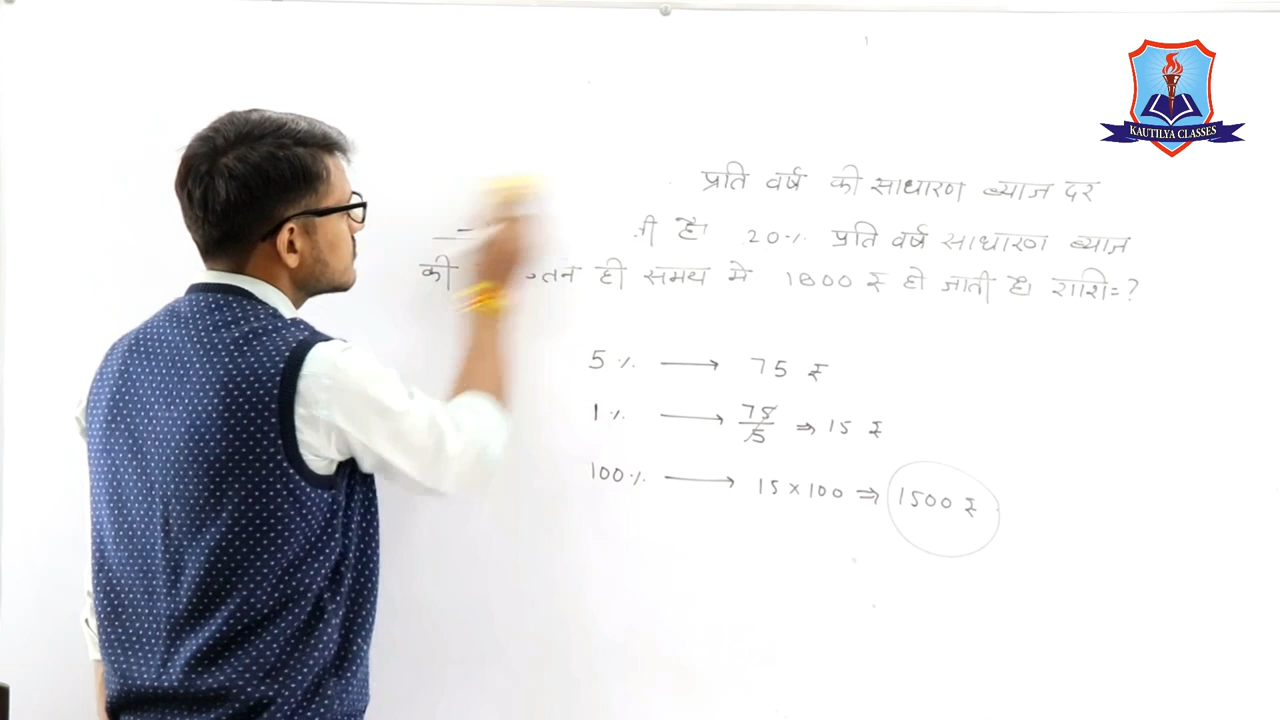 KAUTILYA CLASSES
प्रति वर्ष की साधारण ब्याज दर
है। 20% प्रति वर्ष साधारण ब्याज
की ही समय मे 1800 ₹ हो जाती है। राशि=?
5% → 75 ₹
1% → 75/5 ⇒ 15 ₹
100% → 15×100 ⇒ 1500 ₹